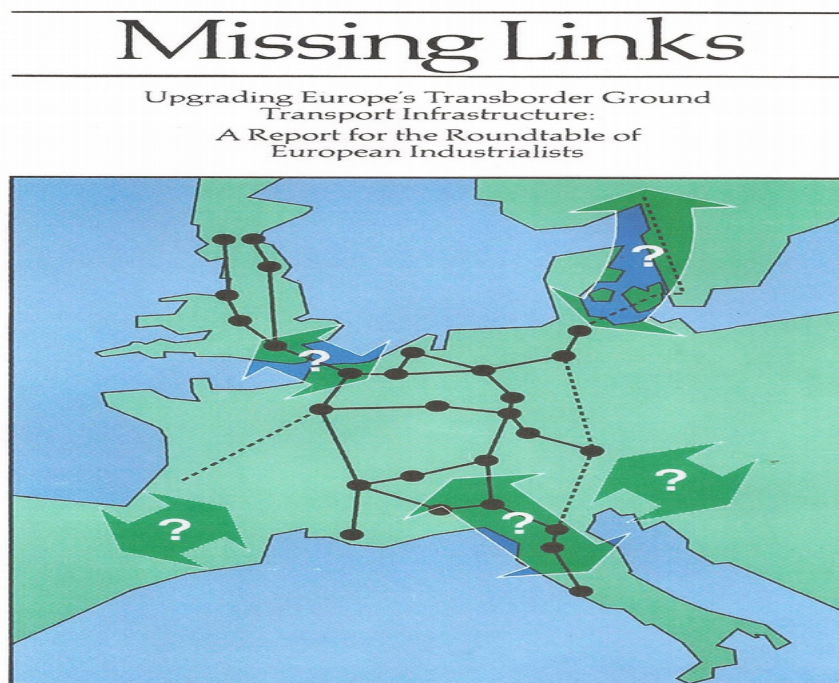 Missing Links
Upgrading Europe's Transborder Ground
Transport Infrastructure:
A Report for the Roundtable of
European Industrialists
?
?
?
?
?